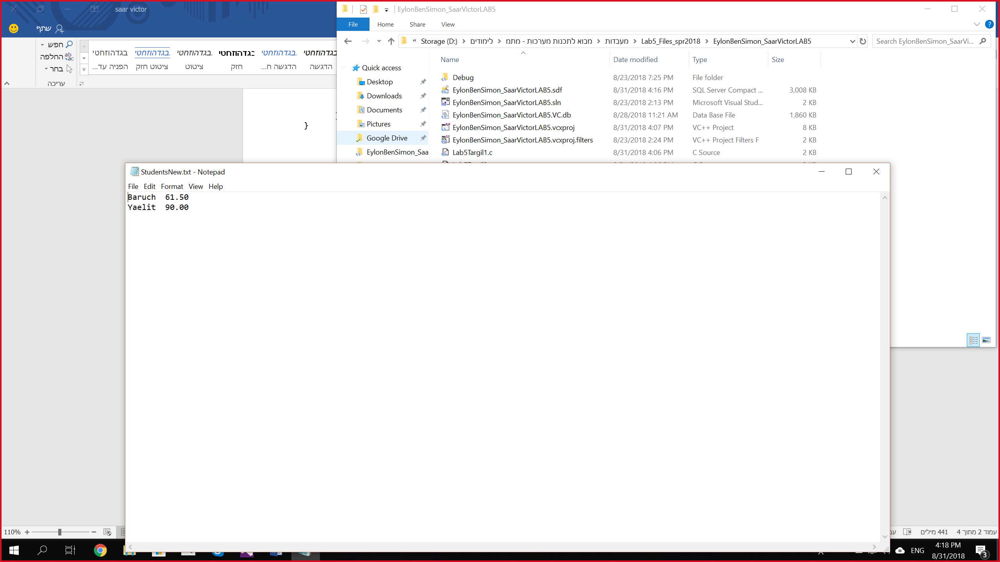 saar victor
שתף
חפש
החלפה
בחר
עריכה
אבגדהוזחטי אבגדהוזחטי אבגדהוזחטי אבגדהוזחטי אבגדהוזחטי אבגדהוזחטי
הדגשה הדגשה ח... חזק ציטוט ציטוט חזק הפניה עד...
}
EylonBenSimon_SaarVictorLAB5
File Home Share View
« Storage (D:) > לימודים > מבוא לתכנות מערכות - מתמ > מעבדות > Lab5_Files_spr2018 > EylonBenSimon_SaarVictorLAB5
Search EylonBenSimon_SaarVi...
Quick access
Desktop
Downloads
Documents
Pictures
Google Drive
EylonBenSimon_Saa
Name Date modified Type Size
Debug 8/23/2018 7:25 PM File folder
EylonBenSimon_SaarVictorLAB5.sdf 8/31/2018 4:16 PM SQL Server Compact ... 3,008 KB
EylonBenSimon_SaarVictorLAB5.sln 8/23/2018 2:13 PM Microsoft Visual Stud... 2 KB
EylonBenSimon_SaarVictorLAB5.VC.db 8/28/2018 11:21 AM Data Base File 1,860 KB
EylonBenSimon_SaarVictorLAB5.vcxproj 8/31/2018 4:07 PM VC++ Project 8 KB
EylonBenSimon_SaarVictorLAB5.vcxproj.filters 8/23/2018 2:24 PM VC++ Project Filters F 2 KB
Lab5Targil1.c 8/31/2018 4:06 PM C Source 2 KB
StudentsNew.txt - Notepad
File Edit Format View Help
Baruch 61.50
Yaelit 90.00
110%
עמוד 2 מתוך 4 441 מילים
ENG
4:18 PM
8/31/2018
3